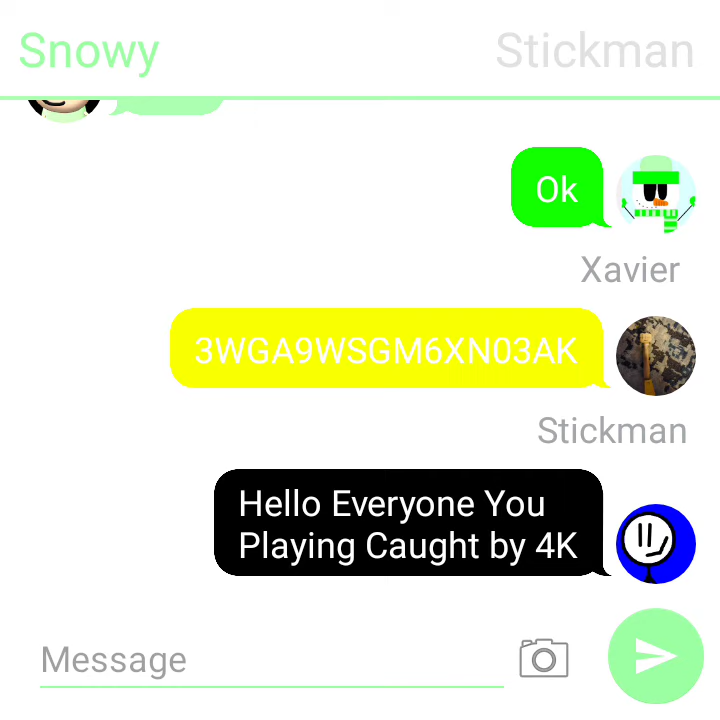 Snowy
Stickman
Ok
Xavier
3WGA9WSGM6XN03AK
Stickman
Hello Everyone You
Playing Caught by 4K
Message